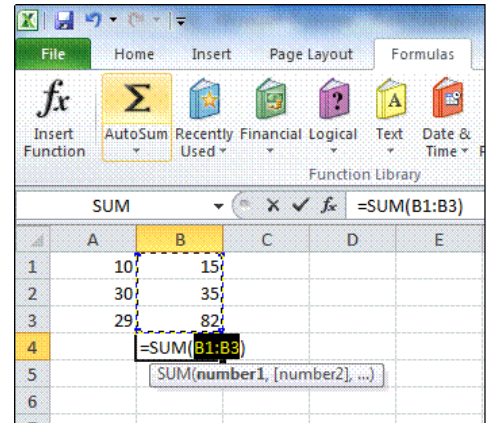 File Home Insert Page Layout Formulas
fx Σ ? A
Insert Function AutoSum Recently Used Financial Logical Text Date & Time
Function Library
SUM fx =SUM(B1:B3)
A B C D E
1 10 15
2 30 35
3 29 82
4 =SUM(B1:B3)
5 SUM(number1, [number2], ...)
6